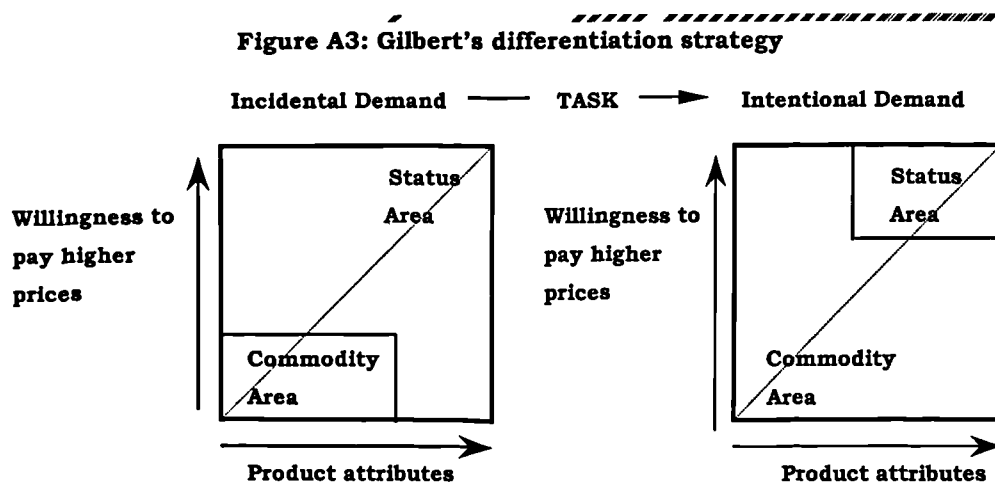 Figure A3: Gilbert's differentiation strategy
Incidental Demand TASK Intentional Demand
Status
Area
Willingness to
pay higher
prices
Commodity
Area
Product attributes
Status
Area
Willingness to
pay higher
prices
Commodity
Area
Product attributes